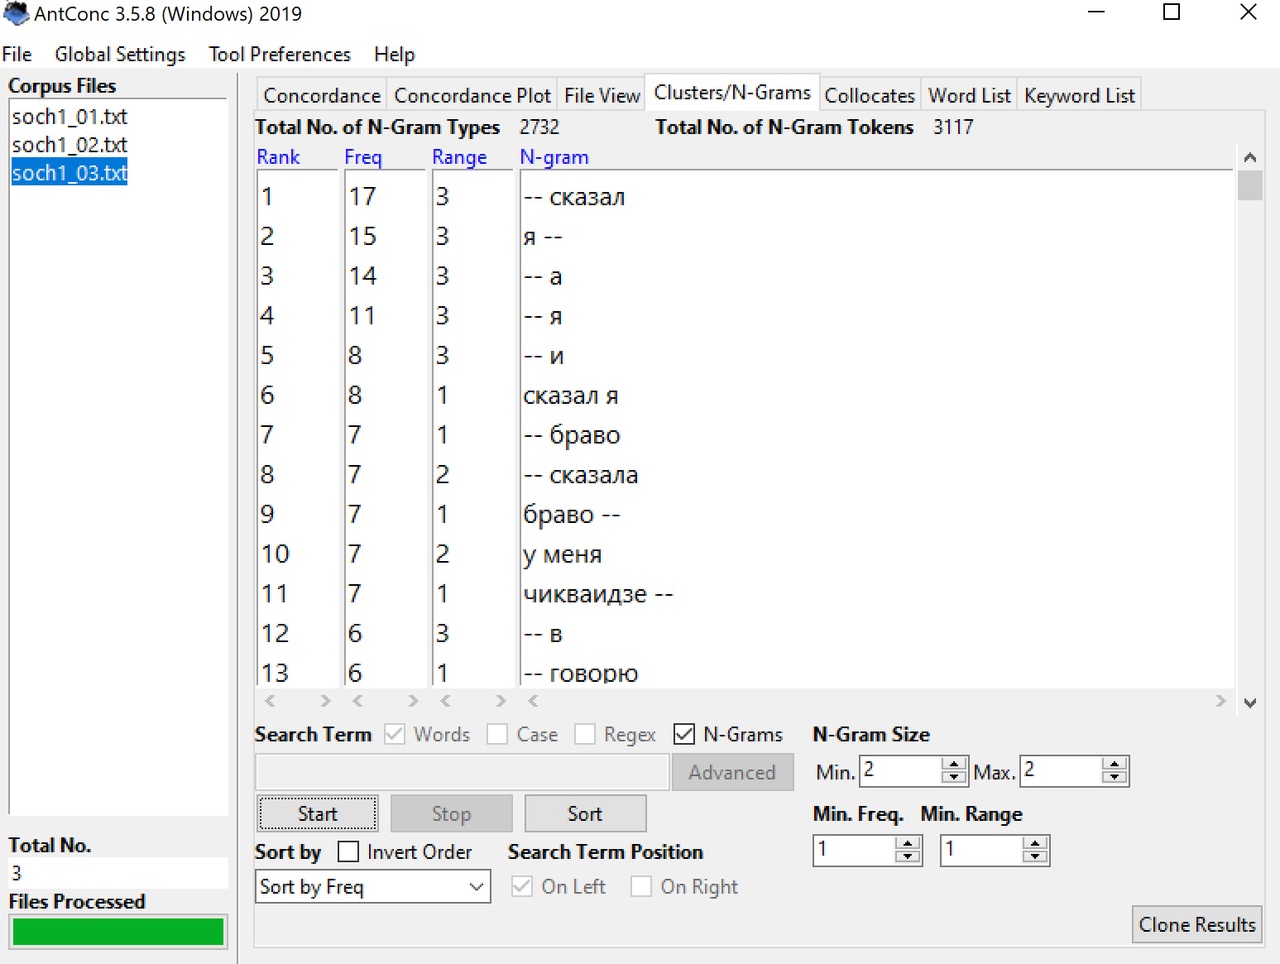 AntConc 3.5.8 (Windows) 2019
File Global Settings Tool Preferences Help
Corpus Files
soch1_01.txt
soch1_02.txt
soch1_03.txt
Total No.
3
Files Processed
Concordance Concordance Plot File View Clusters/N-Grams Collocates Word List Keyword List
Total No. of N-Gram Types 2732 Total No. of N-Gram Tokens 3117
Rank Freq Range N-gram
1 17 3 -- сказал
2 15 3 я --
3 14 3 -- а
4 11 3 -- я
5 8 3 -- и
6 8 1 сказал я
7 7 1 -- браво
8 7 2 -- сказала
9 7 1 браво --
10 7 2 у меня
11 7 1 чикваидзе --
12 6 3 -- в
13 6 1 -- говорю
Search Term Words Case Regex N-Grams N-Gram Size
Advanced Min. 2 Max. 2
Start Stop Sort Min. Freq. Min. Range
1 1
Sort by Invert Order Search Term Position
Sort by Freq On Left On Right
Clone Results